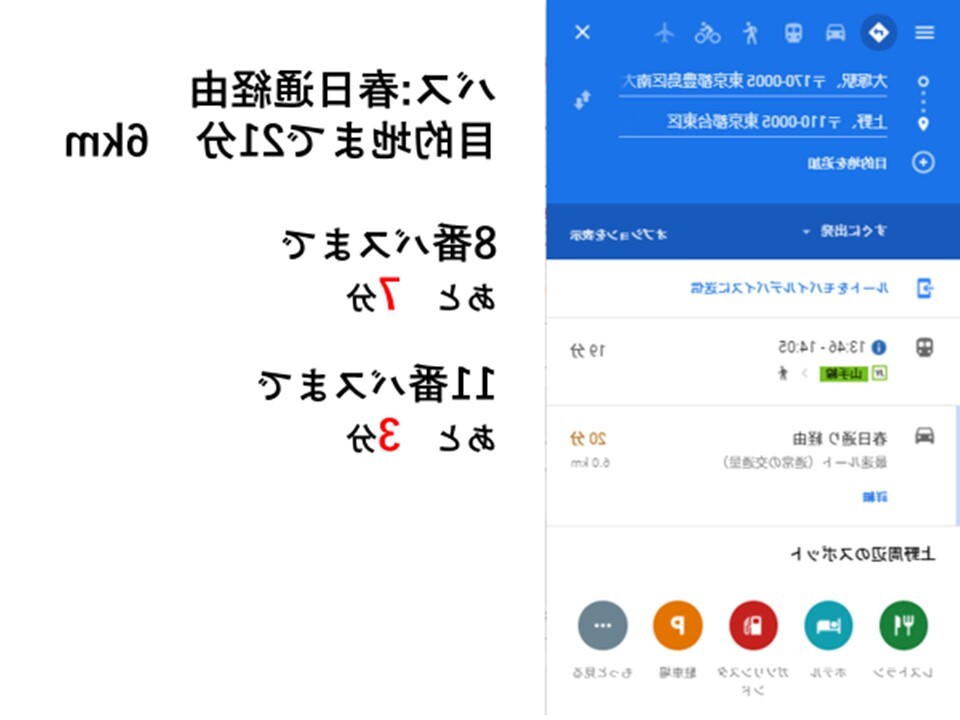 大塚駅、〒170-0005 東京都豊島区南大
上野、〒110-0005 東京都台東区
目的地を追加
すぐに出発
オプションを表示
ルートをモバイルデバイスに送信
13:46 - 14:05
19 分
JY 山手線
春日通り 経由
20 分
最速ルート（通常の交通量）
6.0 km
詳細
上野周辺のスポット
レストラン
ホテル
ガソリンスタンド
駐車場
もっと見る
バス:春日通経由
目的地まで21分 6km
8番バスまで
あと 7分
11番バスまで
あと 3分